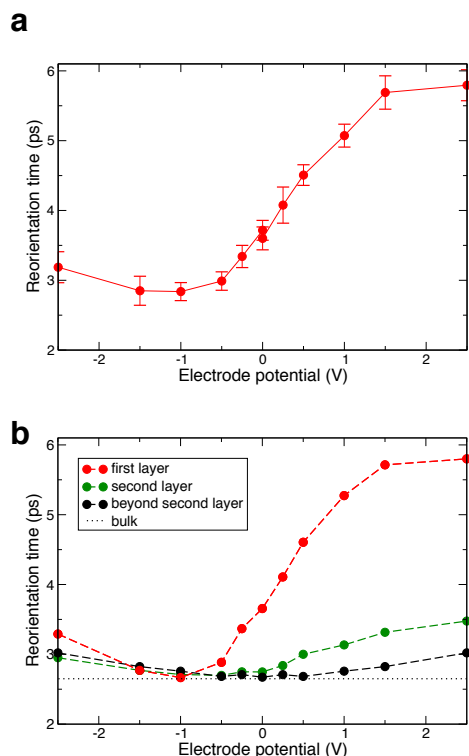 a
6
5
4
3
2
Reorientation time (ps)
-2
-1
0
1
2
Electrode potential (V)
b
6
5
4
3
2
Reorientation time (ps)
first layer
second layer
beyond second layer
bulk
-2
-1
0
1
2
Electrode potential (V)